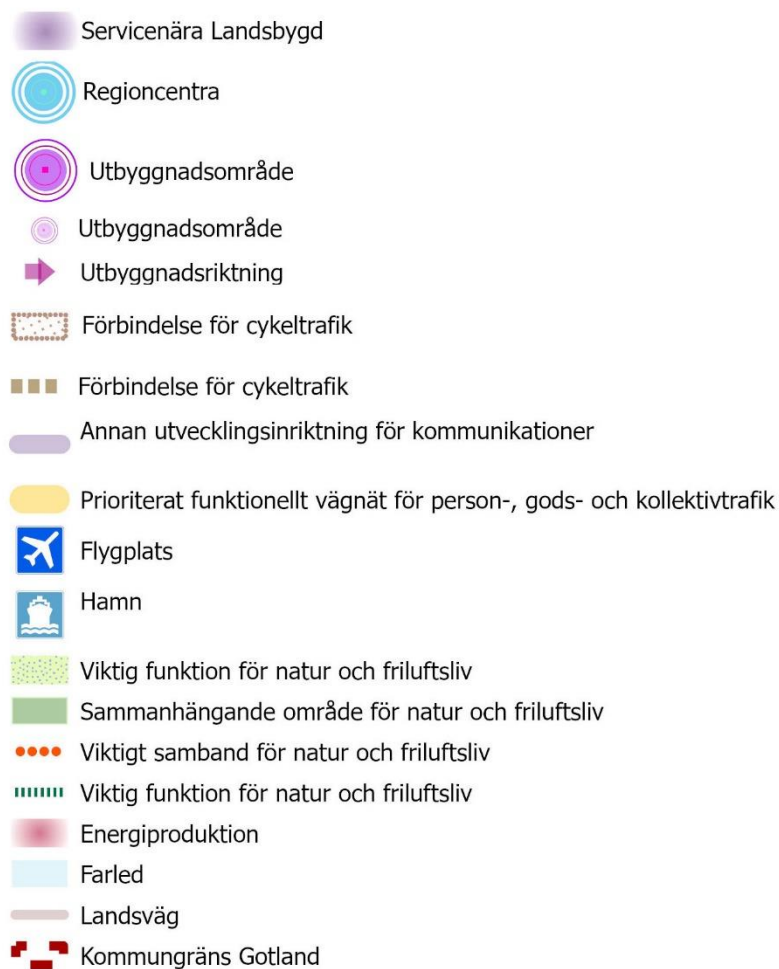 Servicenära Landsbygd
Regioncentra
Utbyggnadsområde
Utbyggnadsområde
Utbyggnadsriktning
Förbindelse för cykeltrafik
Förbindelse för cykeltrafik
Annan utvecklingsinriktning för kommunikationer
Prioriterat funktionellt vägnät för person-, gods- och kollektivtrafik
Flygplats
Hamn
Viktig funktion för natur och friluftsliv
Sammanhängande område för natur och friluftsliv
Viktigt samband för natur och friluftsliv
Viktig funktion för natur och friluftsliv
Energiproduktion
Farled
Landsväg
Kommungräns Gotland